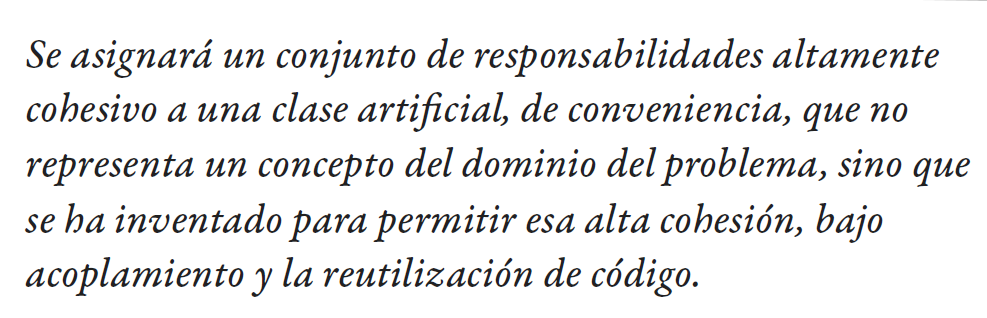 Se asignará un conjunto de responsabilidades altamente
cohesivo a una clase artificial, de conveniencia, que no
representa un concepto del dominio del problema, sino que
se ha inventado para permitir esa alta cohesión, bajo
acoplamiento y la reutilización de código.